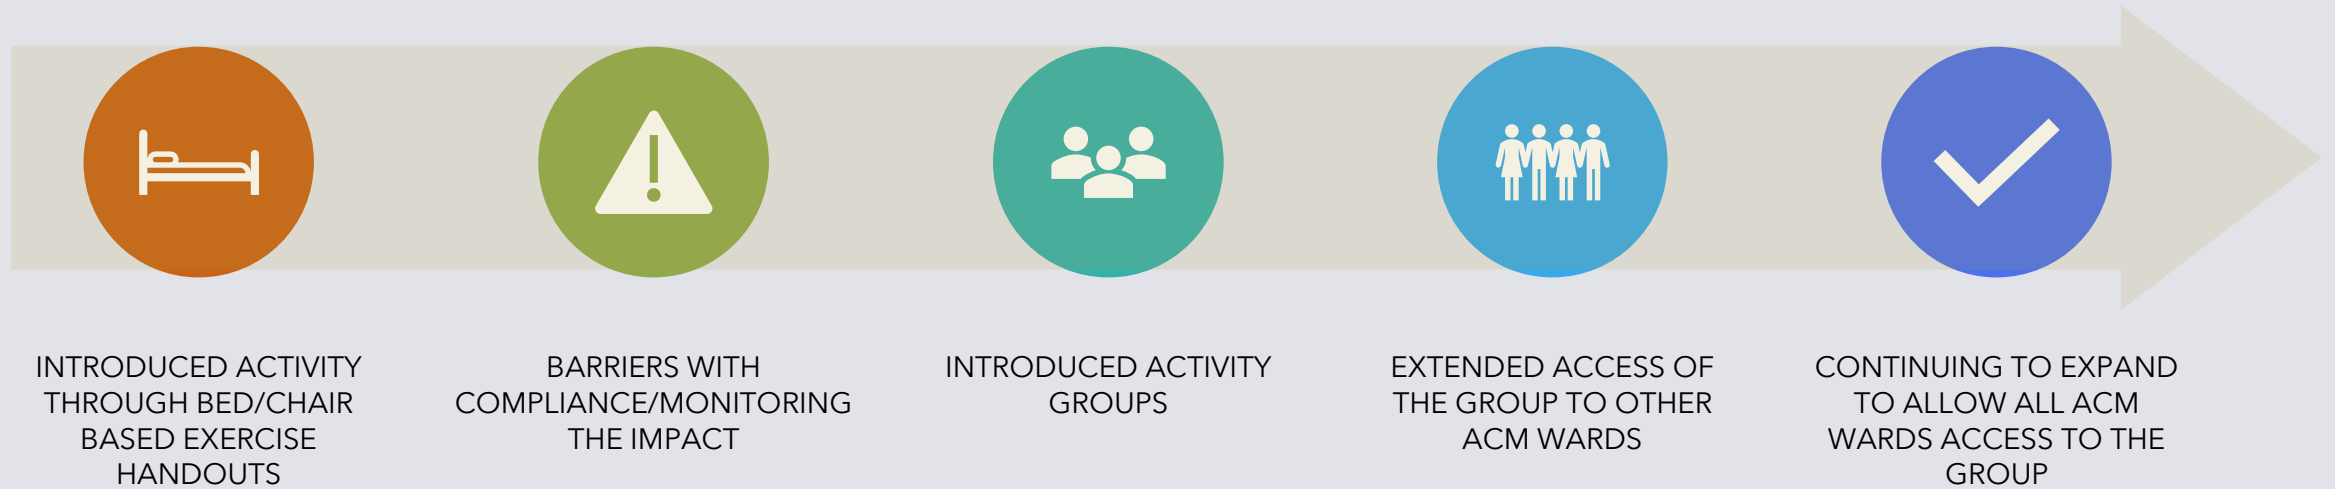 INTRODUCED ACTIVITY
THROUGH BED/CHAIR
BASED EXERCISE
HANDOUTS
BARRIERS WITH
COMPLIANCE/MONITORING
THE IMPACT
INTRODUCED ACTIVITY
GROUPS
EXTENDED ACCESS OF
THE GROUP TO OTHER
ACM WARDS
CONTINUING TO EXPAND
TO ALLOW ALL ACM
WARDS ACCESS TO THE
GROUP